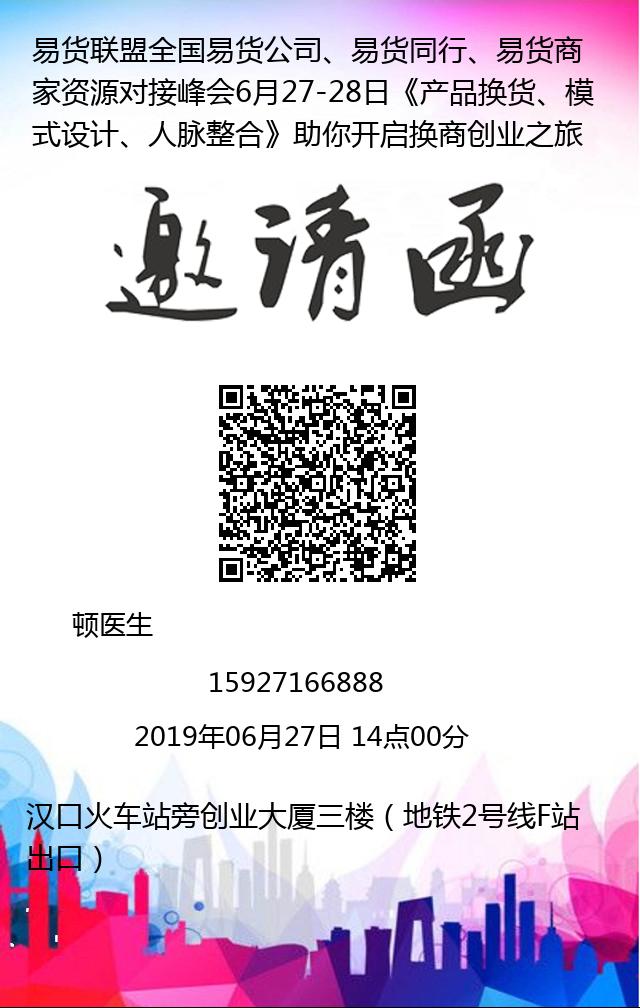 易货联盟全国易货公司、易货同行、易货商
家资源对接峰会6月27-28日《产品换货、模
式设计、人脉整合》助你开启换商创业之旅
邀请函
顿医生
15927166888
2019年06月27日 14点00分
汉口火车站旁创业大厦三楼（地铁2号线F站
出口）